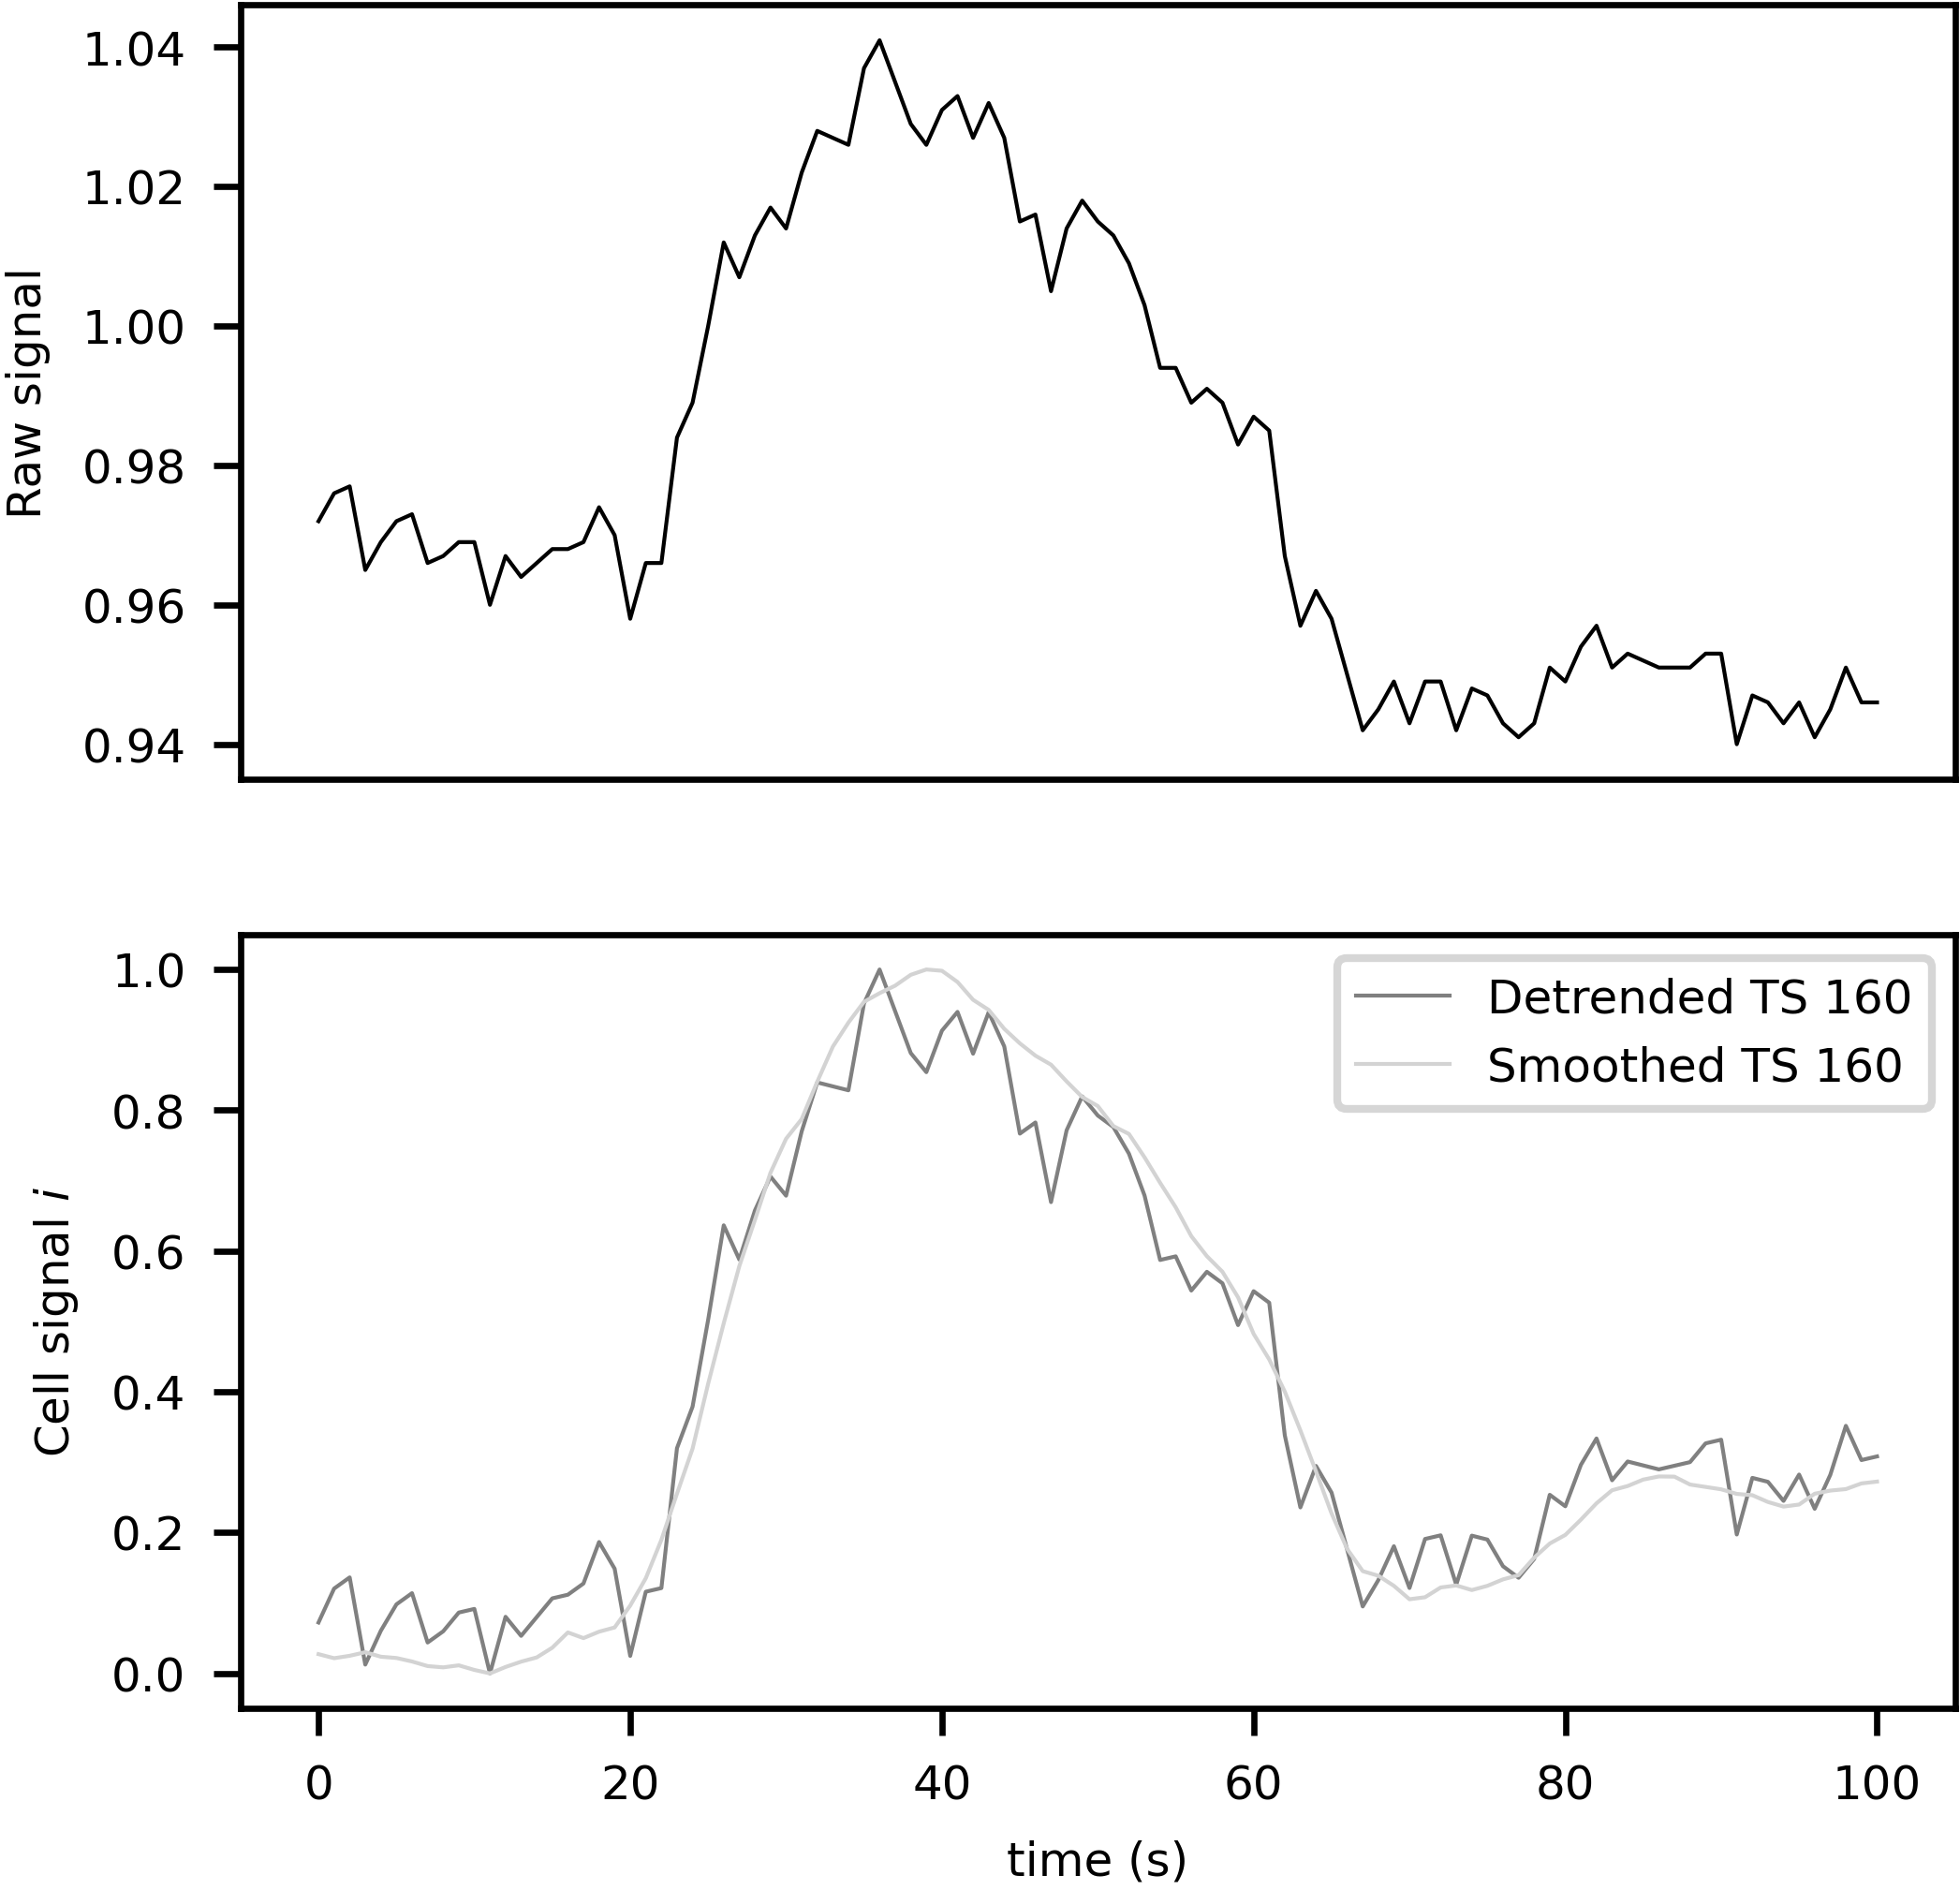 Raw signal
1.04
1.02
1.00
0.98
0.96
0.94
Cell signal i
1.0
0.8
0.6
0.4
0.2
0.0
Detrended TS 160
Smoothed TS 160
0 20 40 60 80 100
time (s)